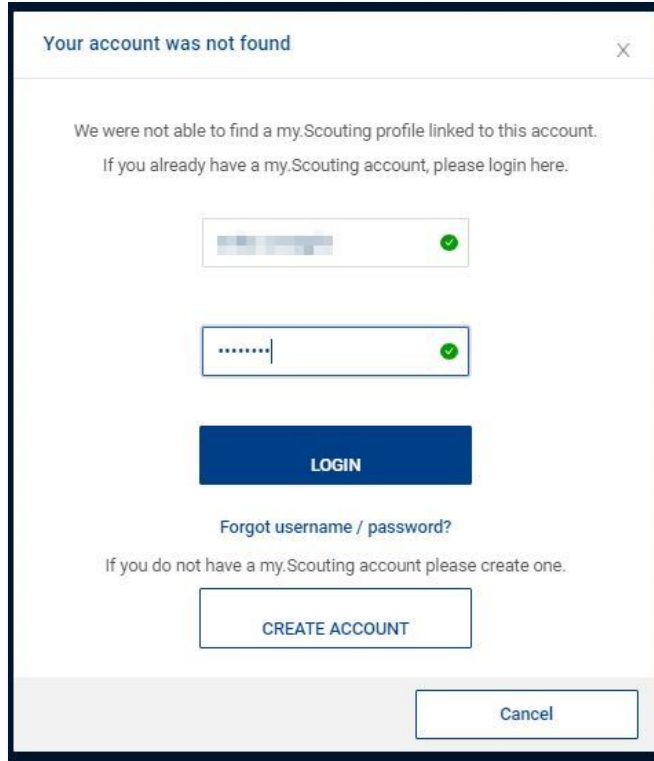 Your account was not found
X
We were not able to find a my.Scouting profile linked to this account.
If you already have a my.Scouting account, please login here.
LOGIN
Forgot username / password?
If you do not have a my.Scouting account please create one.
CREATE ACCOUNT
Cancel